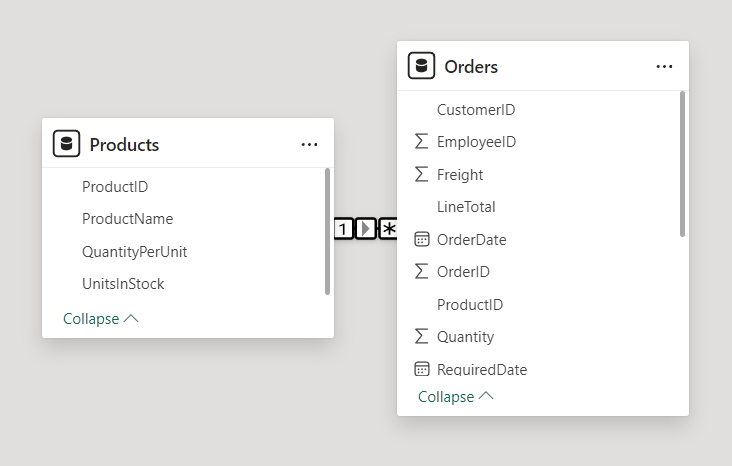 Products
ProductID
ProductName
QuantityPerUnit
UnitsInStock
Collapse
1
*
Orders
CustomerID
EmployeeID
Freight
LineTotal
OrderDate
OrderID
ProductID
Quantity
RequiredDate
Collapse